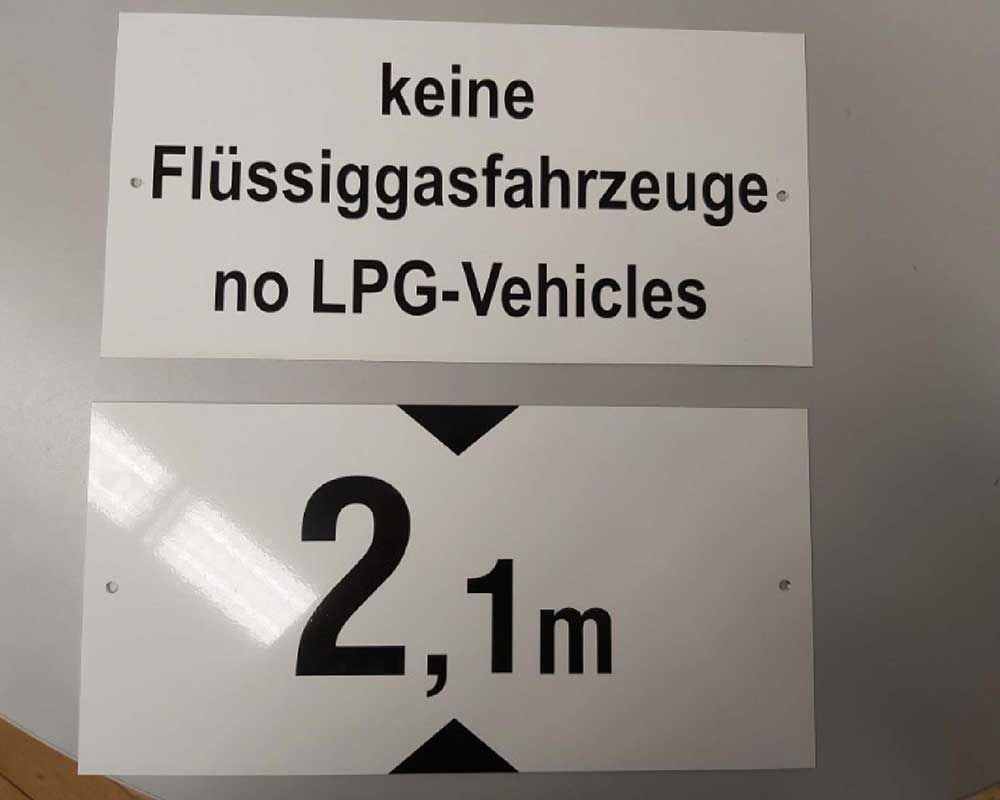 keine
Flüssiggasfahrzeuge
no LPG-Vehicles
2,1m